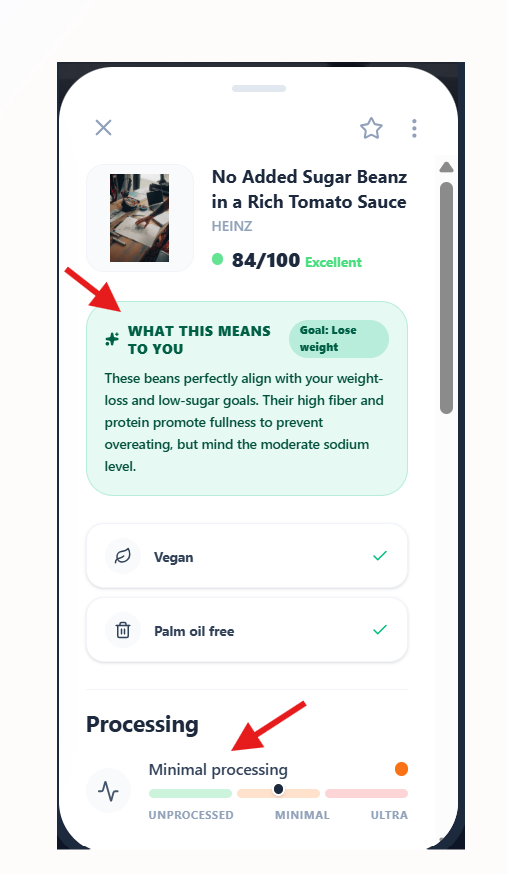 No Added Sugar Beanz
in a Rich Tomato Sauce
HEINZ
84/100 Excellent
WHAT THIS MEANS
TO YOU
Goal: Lose
weight
These beans perfectly align with your weight-
loss and low-sugar goals. Their high fiber and
protein promote fullness to prevent
overeating, but mind the moderate sodium
level.
Vegan
Palm oil free
Processing
Minimal processing
UNPROCESSED MINIMAL ULTRA